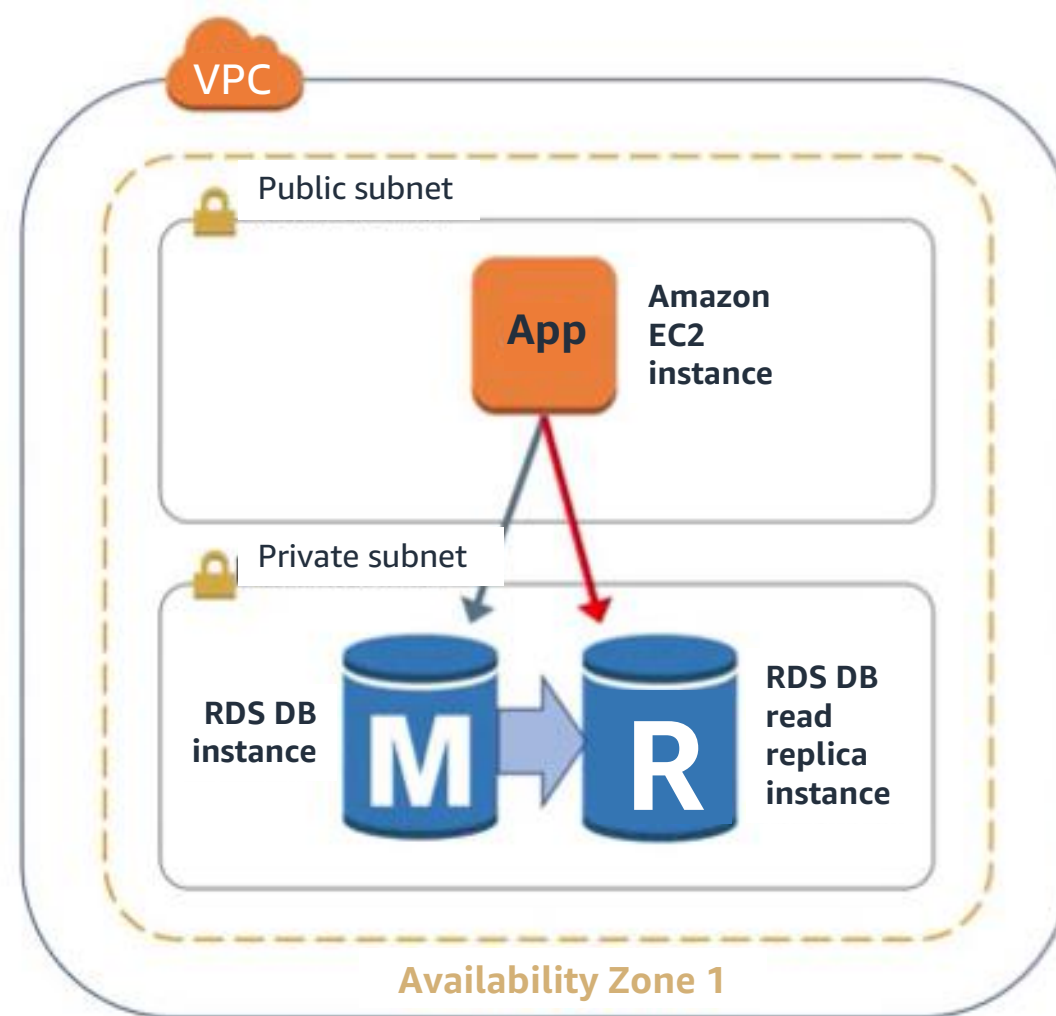 VPC
Public subnet
App
Amazon
EC2
instance
Private subnet
RDS DB
instance
M
R
RDS DB
read
replica
instance
Availability Zone 1